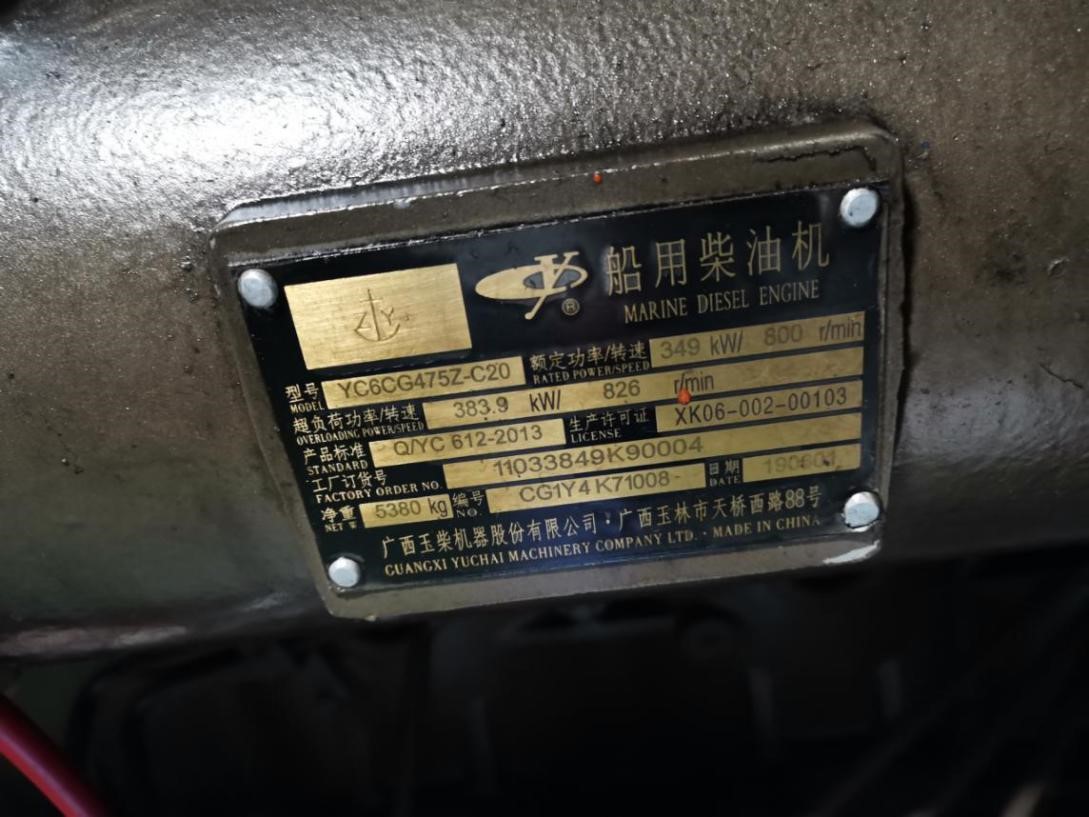 船用柴油机
MARINE DIESEL ENGINE
型号 MODEL YC6CG475Z-C20 额定功率/转速 RATED POWER/SPEED 349 kW/ 800 r/min
超负荷功率/转速 OVERLOADING POWER/SPEED 383.9 kW/ 826 r/min
产品标准 STANDARD Q/YC 612-2013 生产许可证 LICENSE XK06-002-00103
工厂订货号 FACTORY ORDER NO. 11033849K90004
净重 NET W 5380 kg 编号 NO. CG1Y4K71008 日期 DATE 190601
广西玉柴机器股份有限公司·广西玉林市天桥西路88号
GUANGXI YUCHAI MACHINERY COMPANY LTD. · MADE IN CHINA